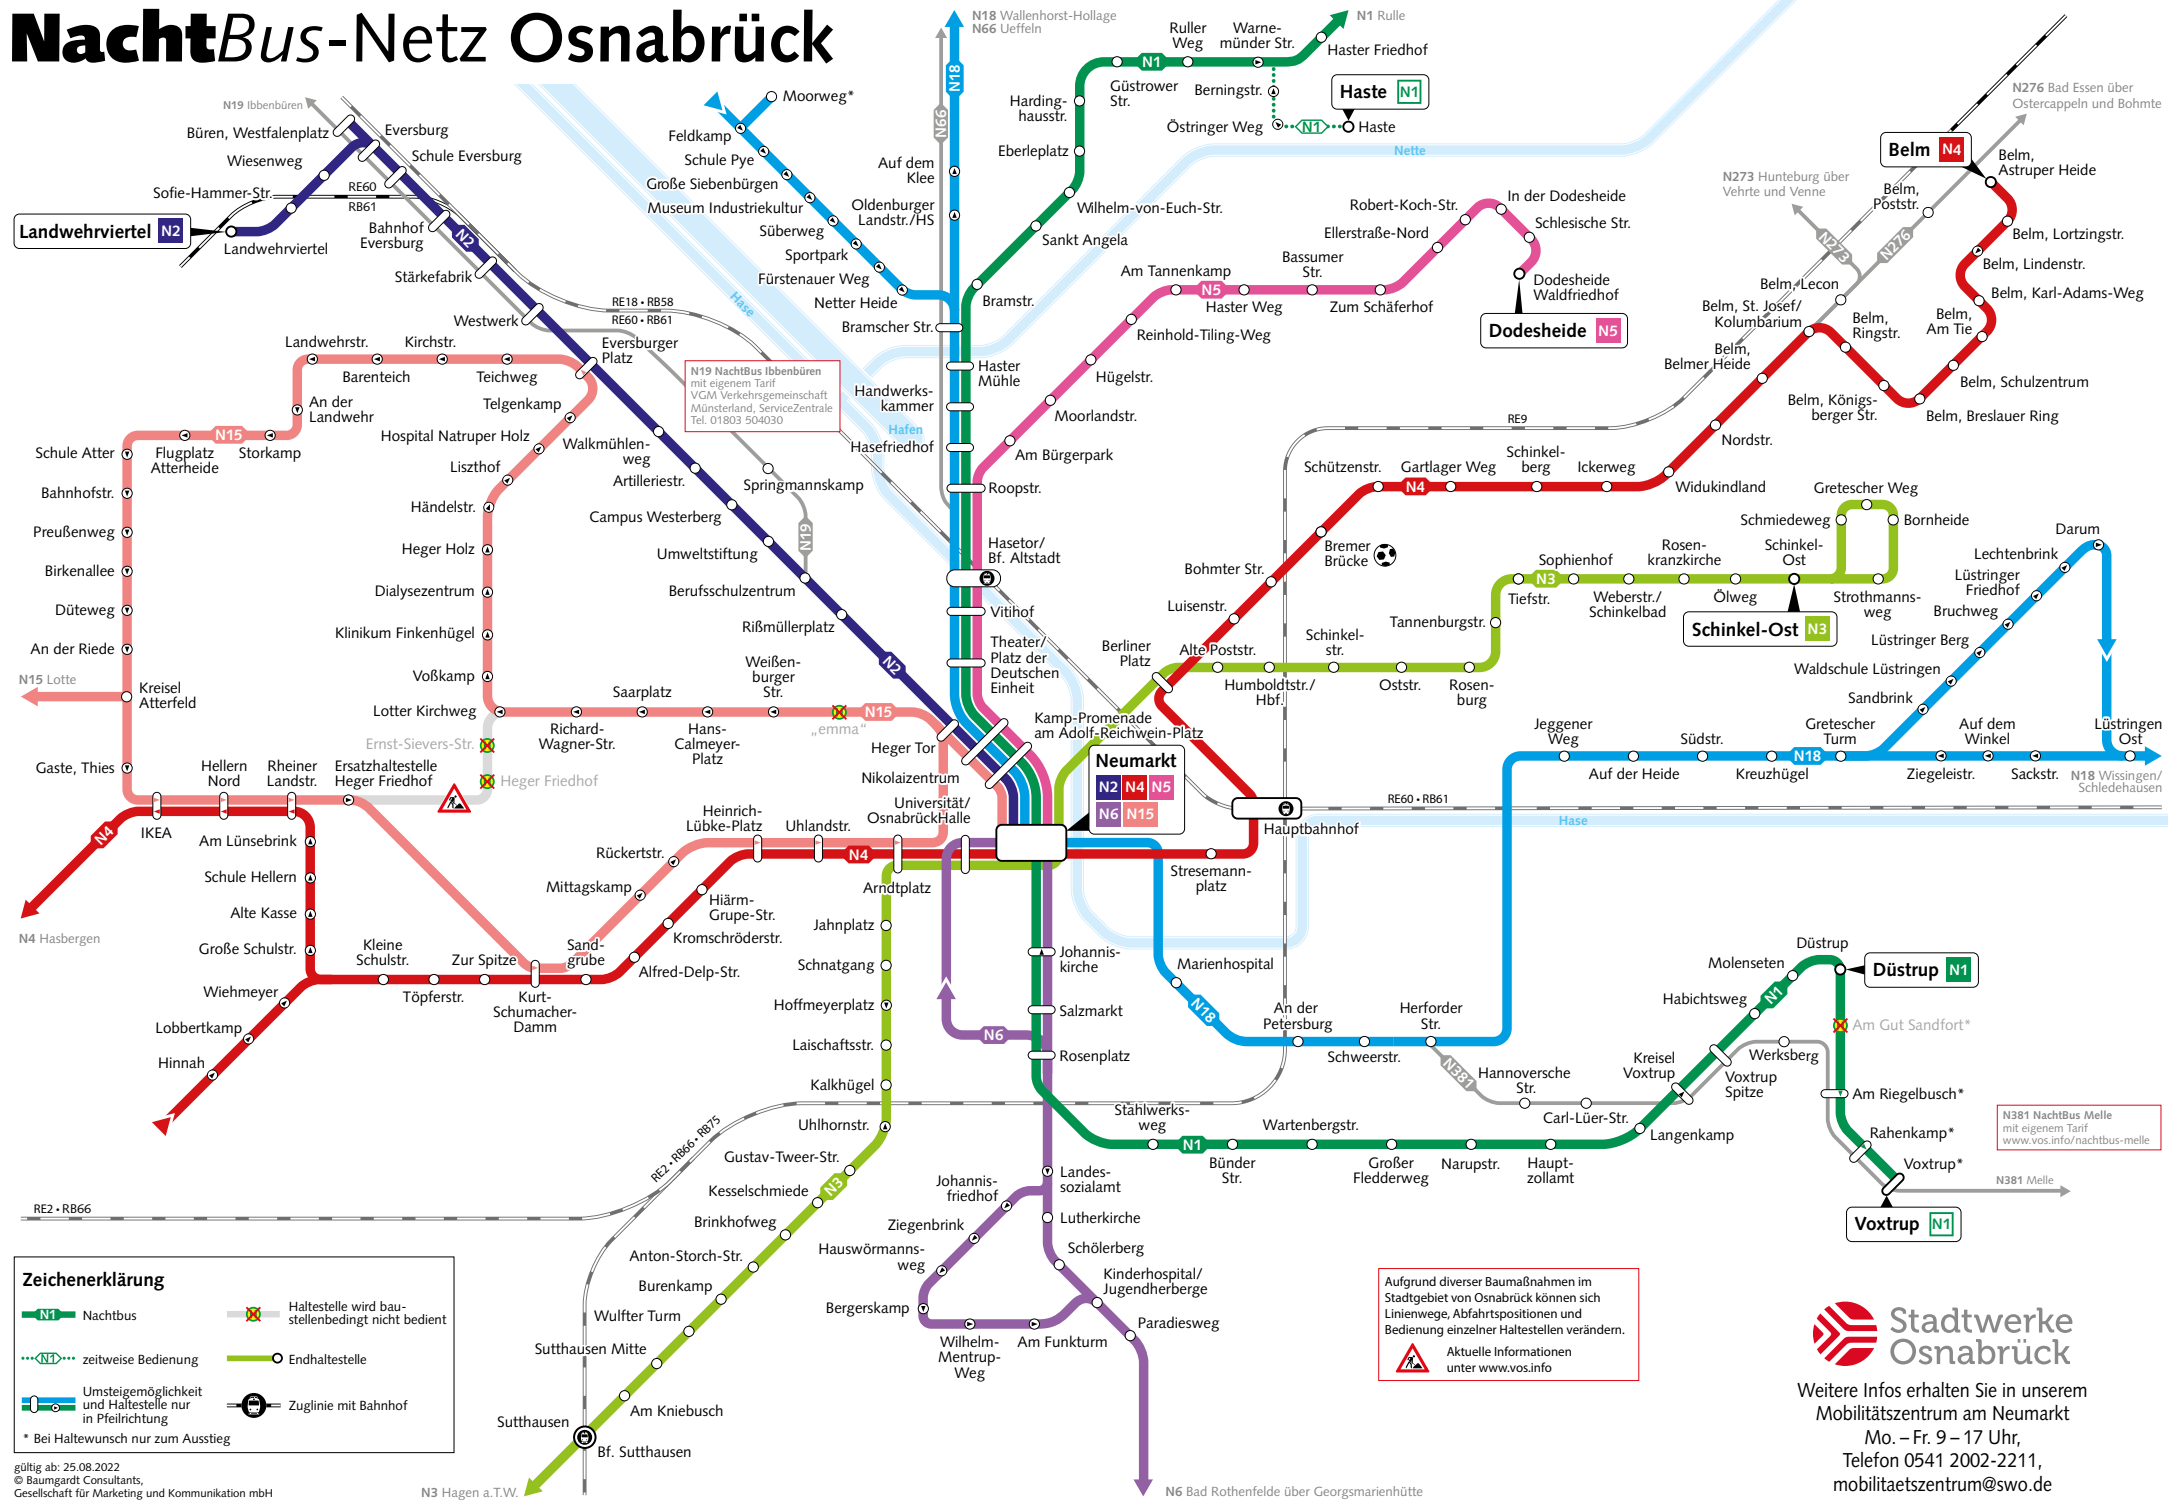 NachtBus-Netz Osnabrück
N18 Wallenhorst-Hollage
N66 Ueffeln
N1 Rulle
Ruller
Weg
Warne-
münder Str.
Haster Friedhof
N1
Güstrower
Str.
Berningstr.
Haste N1
Östringer Weg
N1
Haste
Harding-
hausstr.
Eberleplatz
Wilhelm-von-Euch-Str.
Sankt Angela
Bramstr.
N18
N66
Moorweg*
Feldkamp
Schule Pye
Große Siebenbürgen
Museum Industriekultur
Süberweg
Sportpark
Fürstenauer Weg
Netter Heide
Bramscher Str.
Auf dem
Klee
Oldenburger
Landstr./HS
Haster
Mühle
Handwerks-
kammer
Hasefriedhof
Roopstr.
Hasetor/
Bf. Altstadt
Vitihof
Theater/
Platz der
Deutschen
Einheit
Kamp-Promenade
am Adolf-Reichwein-Platz
N19 Ibbenbüren
Büren, Westfalenplatz
Eversburg
Wiesenweg
Schule Eversburg
Sofie-Hammer-Str.
RE60
RB61
Landwehrviertel N2
Landwehrviertel
Bahnhof
Eversburg
N2
Stärkefabrik
Westwerk
RE18 • RB58
RE60 • RB61
Eversburger
Platz
Hase
Nette
Hafen
N19 NachtBus Ibbenbüren
mit eigenem Tarif
VGM Verkehrsgemeinschaft
Münsterland, ServiceZentrale
Tel. 01803 504030
Walkmühlen-
weg
Artilleriestr.
Springmannskamp
N19
Campus Westerberg
Umweltstiftung
Berufsschulzentrum
Rißmüllerplatz
N2
Heger Tor
Nikolaizentrum
Universität/
OsnabrückHalle
Landwehrstr.
Kirchstr.
Barenteich
Teichweg
Telgenkamp
An der
Landwehr
N15
Flugplatz
Atterheide
Storkamp
Hospital Natruper Holz
Liszthof
Händelstr.
Heger Holz
Dialysezentrum
Klinikum Finkenhügel
Voßkamp
Lotter Kirchweg
Schule Atter
Bahnhofstr.
Preußenweg
Birkenallee
Düteweg
An der Riede
N15 Lotte
Kreisel
Atterfeld
Gaste, Thies
Weißen-
burger
Str.
Saarplatz
N15
„emma“
Richard-
Wagner-Str.
Hans-
Calmeyer-
Platz
Ernst-Sievers-Str.
Heger Friedhof
Hellern
Nord
Rheiner
Landstr.
Ersatzhaltestelle
Heger Friedhof
N4
IKEA
N4 Hasbergen
Am Lünsebrink
Schule Hellern
Alte Kasse
Große Schulstr.
Wiehmeyer
Lobbertkamp
Hinnah
Kleine
Schulstr.
Töpferstr.
Zur Spitze
Kurt-
Schumacher-
Damm
Sand-
grube
Alfred-Delp-Str.
Kromschröderstr.
Hiärm-
Grupe-Str.
Mittagskamp
Rückertstr.
Heinrich-
Lübke-Platz
Uhlandstr.
N4
Arndtplatz
Neumarkt
N2 N4 N5
N6 N15
Am Tannenkamp
N5
Haster Weg
Bassumer
Str.
Zum Schäferhof
Ellerstraße-Nord
Robert-Koch-Str.
In der Dodesheide
Schlesische Str.
Dodesheide
Waldfriedhof
Dodesheide N5
Reinhold-Tiling-Weg
Hügelstr.
Moorlandstr.
Am Bürgerpark
N276 Bad Essen über
Ostercappeln und Bohmte
Belm N4
Belm,
Astruper Heide
N273 Hunteburg über
Vehrte und Venne
Belm,
Poststr.
N273
N276
Belm, Lortzingstr.
Belm, Lindenstr.
Belm, Karl-Adams-Weg
Belm,
Am Tie
Belm, Schulzentrum
Belm, Breslauer Ring
Belm, Königs-
berger Str.
Belm,
Ringstr.
Belm, Lecon
Belm, St. Josef/
Kolumbarium
Belm,
Belmer Heide
Nordstr.
RE9
Widukindland
Ickerweg
Schinkel-
berg
Gartlager Weg
N4
Schützenstr.
Bremer
Brücke
Bohmter Str.
Luisenstr.
Berliner
Platz
Alte Poststr.
Humboldtstr./
Hbf.
Schinkel-
str.
Oststr.
Rosen-
burg
Tannenburgstr.
Tiefstr.
N3
Sophienhof
Weberstr./
Schinkelbad
Rosen-
kranzkirche
Ölweg
Schinkel-
Ost
Schinkel-Ost N3
Strothmanns-
weg
Schmiedeweg
Gretescher Weg
Bornheide
Darum
Lechtenbrink
Lüstringer
Friedhof
Bruchweg
Lüstringer Berg
Waldschule Lüstringen
Sandbrink
Gretescher
Turm
Auf dem
Winkel
Lüstringen
Ost
Ziegeleistr.
Sackstr.
N18 Wissingen/
Schledehausen
Jeggener
Weg
Südstr.
Auf der Heide
Kreuzhügel
N18
RE60 • RB61
Hase
Hauptbahnhof
Stresemann-
platz
Marienhospital
N18
An der
Petersburg
Schweerstr.
Herforder
Str.
N381
Hannoversche
Str.
Carl-Lüer-Str.
Jahnplatz
Schnatgang
Hoffmeyerplatz
Laischaftsstr.
Kalkhügel
Uhlhornstr.
Gustav-Tweer-Str.
N3
Kesselschmiede
Brinkhofweg
Anton-Storch-Str.
Burenkamp
Wulfter Turm
Sutthausen Mitte
Am Kniebusch
Sutthausen
Bf. Sutthausen
N3 Hagen a.T.W.
RE2 • RB66 • RB75
RE2 • RB66
Johannis-
kirche
Salzmarkt
N6
Rosenplatz
Stahlwerks-
weg
N1
Bünder
Str.
Wartenbergstr.
Großer
Fledderweg
Narupstr.
Haupt-
zollamt
Langenkamp
Kreisel
Voxtrup
Voxtrup
Spitze
Werksberg
Habichtsweg
N1
Molenseten
Düstrup
Düstrup N1
Am Gut Sandfort*
Am Riegelbusch*
Rahenkamp*
Voxtrup*
N381 Melle
Voxtrup N1
N381 NachtBus Melle
mit eigenem Tarif
www.vos.info/nachtbus-melle
Landes-
sozialamt
Lutherkirche
Schölerberg
Kinderhospital/
Jugendherberge
Paradiesweg
Johannis-
friedhof
Ziegenbrink
Hauswörmanns-
weg
Bergerskamp
Wilhelm-
Mentrup-
Weg
Am Funkturm
N6 Bad Rothenfelde über Georgsmarienhütte
Aufgrund diverser Baumaßnahmen im
Stadtgebiet von Osnabrück können sich
Linienwege, Abfahrtspositionen und
Bedienung einzelner Haltestellen verändern.
Aktuelle Informationen
unter www.vos.info
Zeichenerklärung
N1 Nachtbus
N1 zeitweise Bedienung
Umsteigemöglichkeit
und Haltestelle nur
in Pfeilrichtung
* Bei Haltewunsch nur zum Ausstieg
Haltestelle wird bau-
stellenbedingt nicht bedient
Endhaltestelle
Zuglinie mit Bahnhof
gültig ab: 25.08.2022
© Baumgardt Consultants,
Gesellschaft für Marketing und Kommunikation mbH
Stadtwerke
Osnabrück
Weitere Infos erhalten Sie in unserem
Mobilitätszentrum am Neumarkt
Mo. – Fr. 9 – 17 Uhr,
Telefon 0541 2002-2211,
mobilitaetszentrum@swo.de